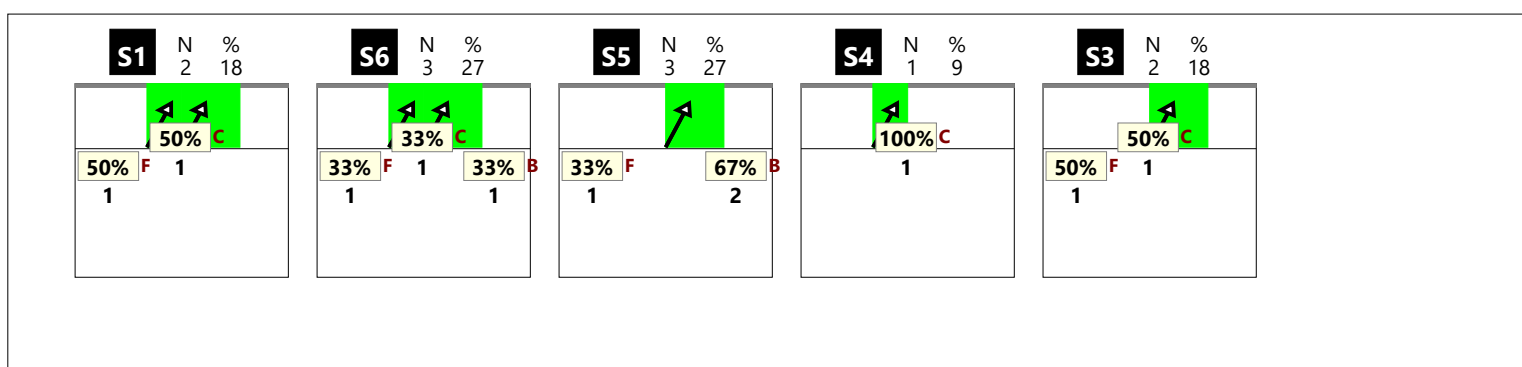 S1 N % S6 N % S5 N % S4 N % S3 N %
2 18 3 27 3 27 1 9 2 18
50% C 33% C 100% C 50% C
50% F 1 33% F 1 33% B 33% F 67% B 1 50% F 1
1 1 1 1 2 1